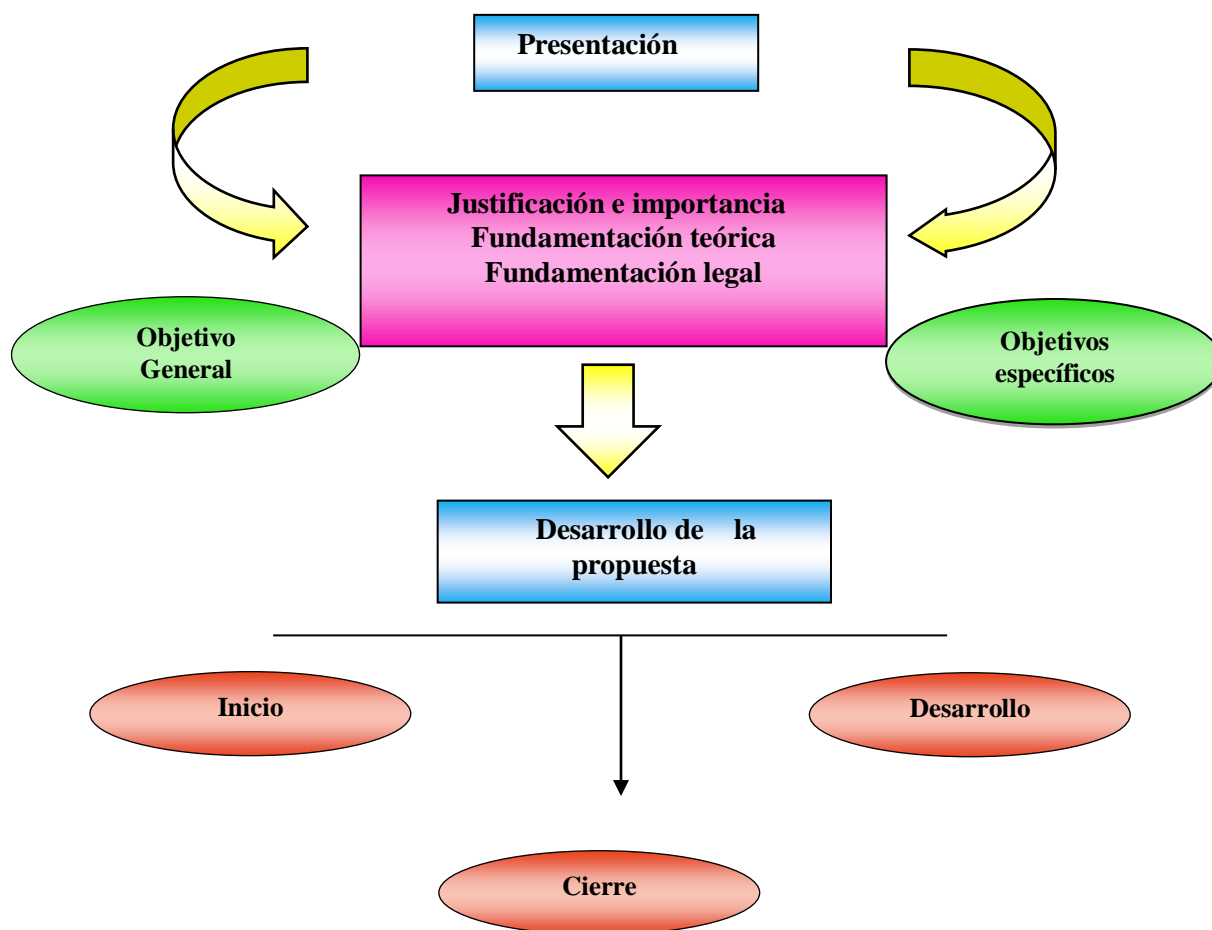 Presentación
Justificación e importancia
Fundamentación teórica
Fundamentación legal
Objetivo
General
Objetivos
específicos
Desarrollo de la
propuesta
Inicio
Desarrollo
Cierre